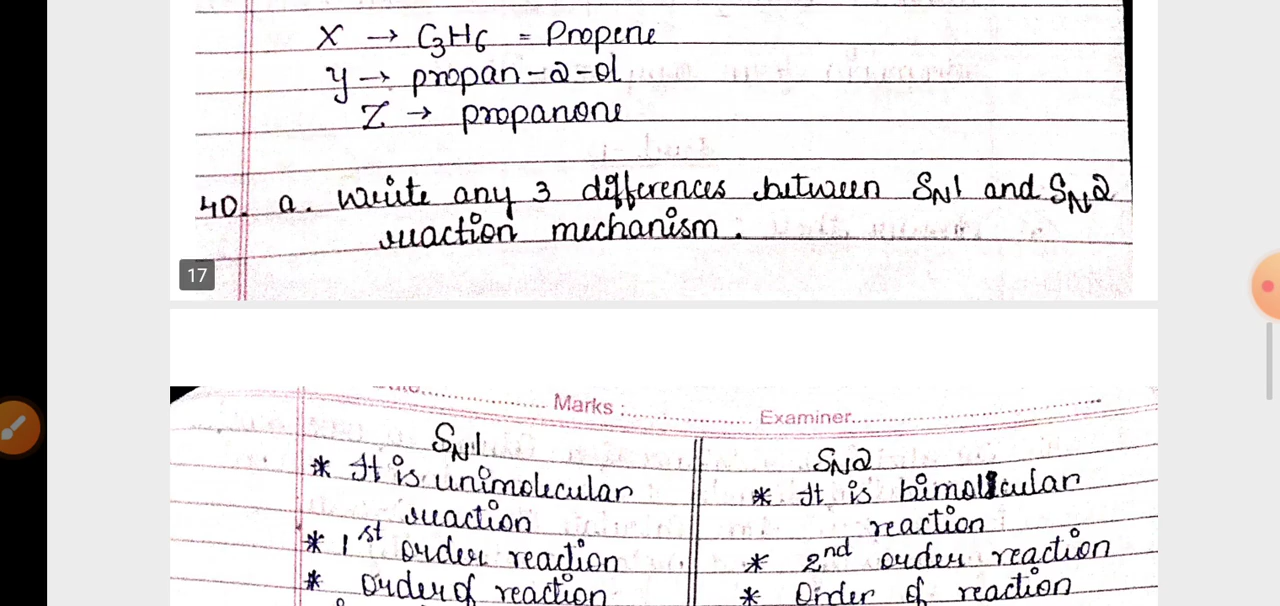 X → C3H6 = Propene
Y → propan-2-ol
Z → propanone
40. a. Write any 3 differences between SN1 and SN2
reaction mechanism.
17
Marks :.................... Examiner....................
SN1
* It is unimolecular
reaction
* 1st order reaction
* order of reaction
SN2
* It is bimolecular
reaction
* 2nd order reaction
* Order of reaction